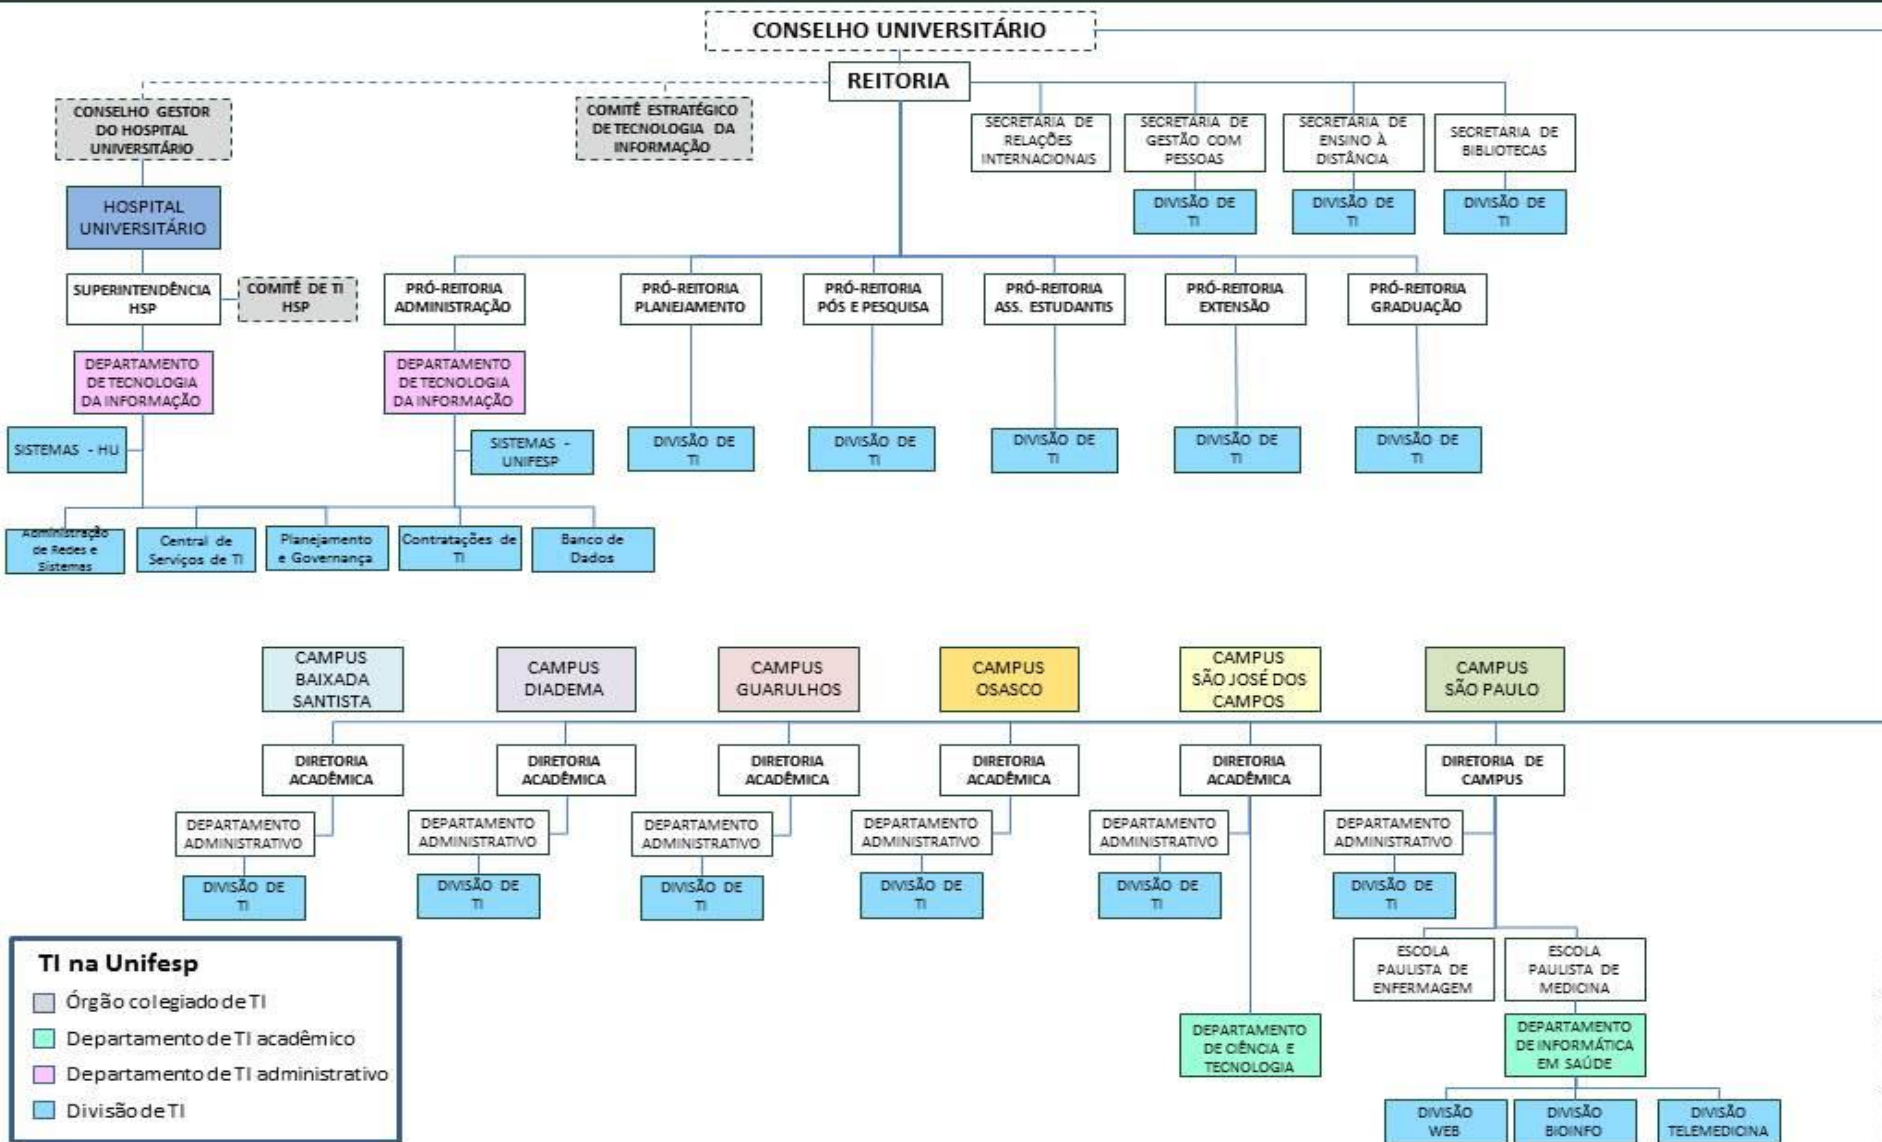 CONSELHO UNIVERSITÁRIO
REITORIA
CONSELHO GESTOR
DO HOSPITAL
UNIVERSITÁRIO
COMITÊ ESTRATÉGICO
DE TECNOLOGIA DA
INFORMAÇÃO
SECRETARIA DE
RELAÇÕES
INTERNACIONAIS
SECRETARIA DE
GESTÃO COM
PESSOAS
SECRETARIA DE
ENSINO À
DISTÂNCIA
SECRETARIA DE
BIBLIOTECAS
DIVISÃO DE
TI
DIVISÃO DE
TI
DIVISÃO DE
TI
HOSPITAL
UNIVERSITÁRIO
SUPERINTENDÊNCIA
HSP
COMITÊ DE TI
HSP
PRÓ-REITORIA
ADMINISTRAÇÃO
PRÓ-REITORIA
PLANEJAMENTO
PRÓ-REITORIA
PÓS E PESQUISA
PRÓ-REITORIA
ASS. ESTUDANTIS
PRÓ-REITORIA
EXTENSÃO
PRÓ-REITORIA
GRADUAÇÃO
DEPARTAMENTO
DE TECNOLOGIA
DA INFORMAÇÃO
DEPARTAMENTO
DE TECNOLOGIA
DA INFORMAÇÃO
SISTEMAS - HU
SISTEMAS -
UNIFESP
DIVISÃO DE
TI
DIVISÃO DE
TI
DIVISÃO DE
TI
DIVISÃO DE
TI
DIVISÃO DE
TI
Administração
de Redes e
Sistemas
Central de
Serviços de TI
Planejamento
e Governança
Contratações de
TI
Banco de
Dados
CAMPUS
BAIXADA
SANTISTA
CAMPUS
DIADEMA
CAMPUS
GUARULHOS
CAMPUS
OSASCO
CAMPUS
SÃO JOSÉ DOS
CAMPOS
CAMPUS
SÃO PAULO
DIRETORIA
ACADÊMICA
DIRETORIA
ACADÊMICA
DIRETORIA
ACADÊMICA
DIRETORIA
ACADÊMICA
DIRETORIA
ACADÊMICA
DIRETORIA DE
CAMPUS
DEPARTAMENTO
ADMINISTRATIVO
DEPARTAMENTO
ADMINISTRATIVO
DEPARTAMENTO
ADMINISTRATIVO
DEPARTAMENTO
ADMINISTRATIVO
DEPARTAMENTO
ADMINISTRATIVO
DEPARTAMENTO
ADMINISTRATIVO
DIVISÃO DE
TI
DIVISÃO DE
TI
DIVISÃO DE
TI
DIVISÃO DE
TI
DIVISÃO DE
TI
DIVISÃO DE
TI
ESCOLA
PAULISTA DE
ENFERMAGEM
ESCOLA
PAULISTA DE
MEDICINA
DEPARTAMENTO
DE CIÊNCIA E
TECNOLOGIA
DEPARTAMENTO
DE INFORMÁTICA
EM SAÚDE
DIVISÃO
WEB
DIVISÃO
BIOINFO
DIVISÃO
TELEMEDICINA
TI na Unifesp
Órgão colegiado de TI
Departamento de TI acadêmico
Departamento de TI administrativo
Divisão de TI